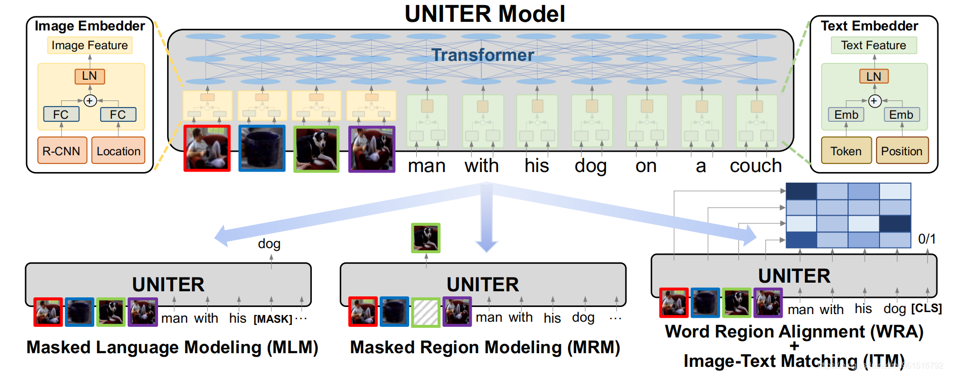 UNITER Model
Image Embedder
Image Feature
LN
+
FC
FC
R-CNN
Location
Transformer
man with his dog on a couch
Text Embedder
Text Feature
LN
+
Emb
Emb
Token
Position
dog
UNITER
man with his [MASK] ...
Masked Language Modeling (MLM)
UNITER
man with his dog ...
Masked Region Modeling (MRM)
0/1
UNITER
man with his dog [CLS]
Word Region Alignment (WRA)
+
Image-Text Matching (ITM)